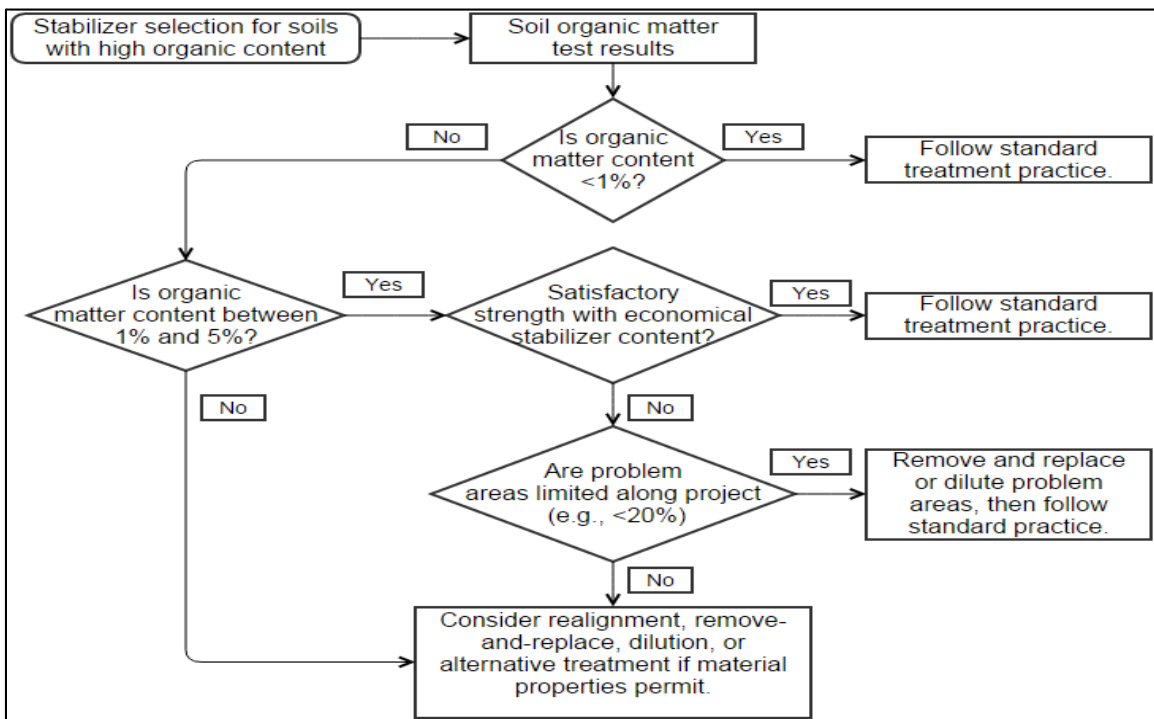 Stabilizer selection for soils
with high organic content
Soil organic matter
test results
No
Is organic
matter content
<1%?
Yes
Follow standard
treatment practice.
Is organic
matter content between
1% and 5%?
Yes
Satisfactory
strength with economical
stabilizer content?
Yes
Follow standard
treatment practice.
No
No
Are problem
areas limited along project
(e.g., <20%)
Yes
Remove and replace
or dilute problem
areas, then follow
standard practice.
No
Consider realignment, remove-
and-replace, dilution, or
alternative treatment if material
properties permit.